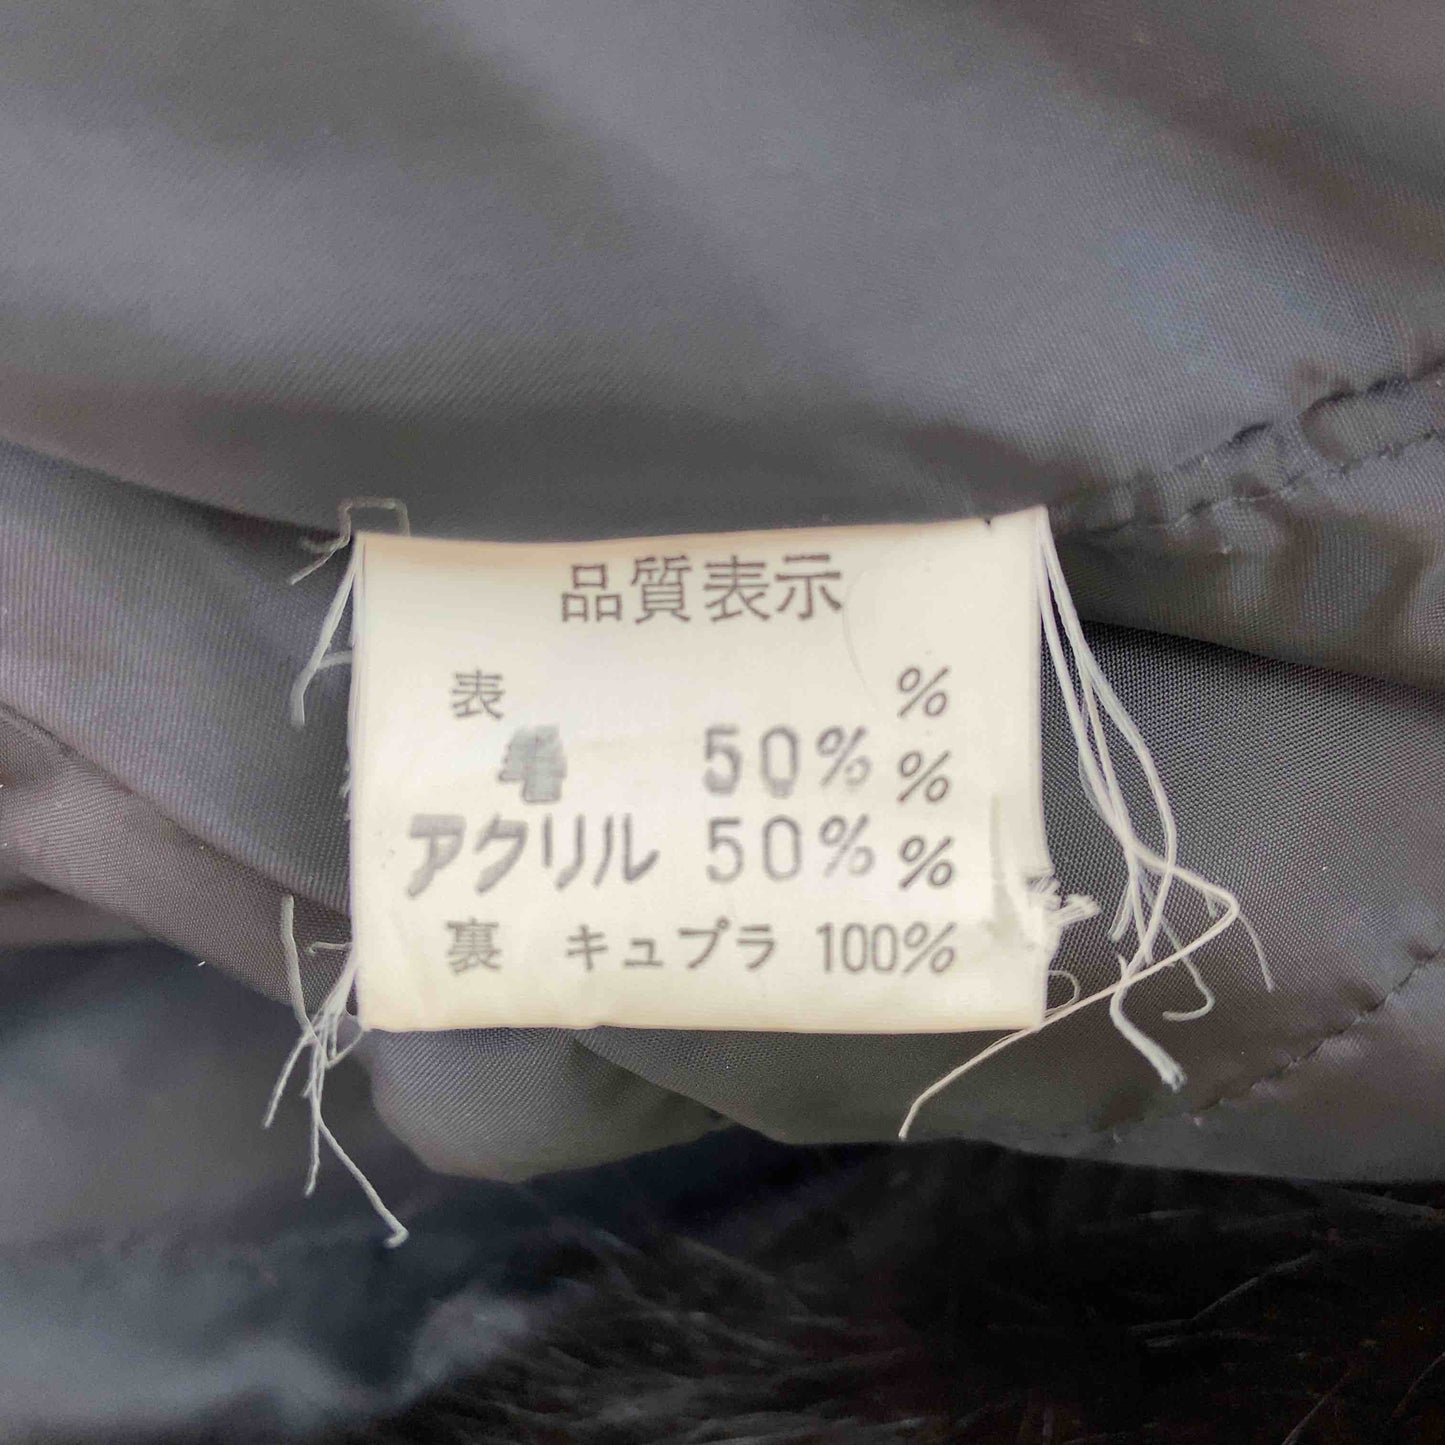 品質表示
表 %
毛 50% %
アクリル 50% %
裏 キュプラ 100%